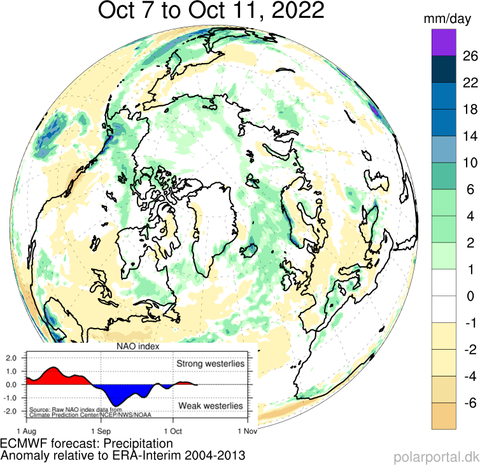 Oct 7 to Oct 11, 2022
mm/day
26
22
18
14
10
6
4
2
1
0
-1
-2
-4
-6
NAO index
2.0
1.0
0.0
-1.0
-2.0
Strong westerlies
Weak westerlies
Source: Raw NAO index data from
Climate Prediction Center/NCEP/NWS/NOAA
1 Aug 1 Sep 1 Oct 1 Nov
ECMWF forecast: Precipitation
Anomaly relative to ERA-Interim 2004-2013
polarportal.dk